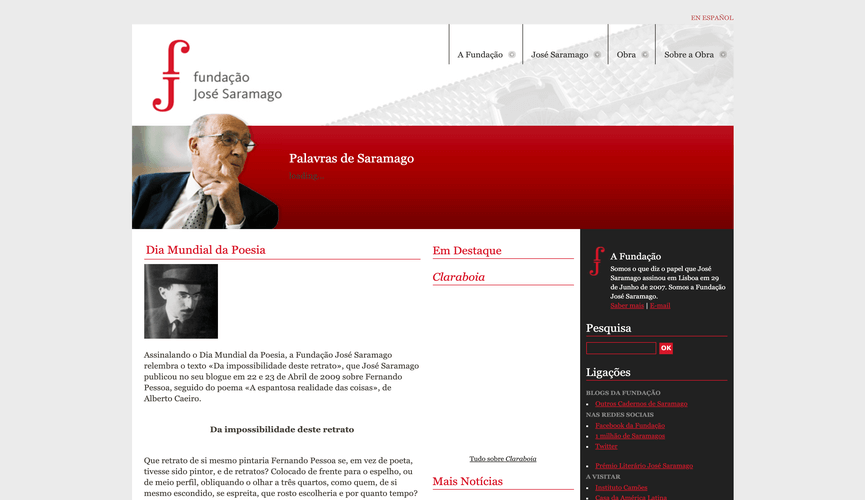 EN ESPAÑOL
fundação
José Saramago
A Fundação
José Saramago
Obra
Sobre a Obra
Palavras de Saramago
Dia Mundial da Poesia
Assinalando o Dia Mundial da Poesia, a Fundação José Saramago
relembra o texto «Da impossibilidade deste retrato», que José Saramago
publicou no seu blogue em 22 e 23 de Abril de 2009 sobre Fernando
Pessoa, seguido do poema «A espantosa realidade das coisas», de
Alberto Caeiro.
Da impossibilidade deste retrato
Que retrato de si mesmo pintaria Fernando Pessoa se, em vez de poeta,
tivesse sido pintor, e de retratos? Colocado de frente para o espelho, ou
de meio perfil, obliquando o olhar a três quartos, como quem, de si
mesmo escondido, se espreita, que rosto escolheria e por quanto tempo?
Em Destaque
Claraboia
Tudo sobre Claraboia
Mais Notícias
A Fundação
Somos o que diz o papel que José
Saramago assinou em Lisboa em 29
de Junho de 2007. Somos a Fundação
José Saramago.
Saber mais | E-mail
Pesquisa
OK
Ligações
BLOGS DA FUNDAÇÃO
Outros Cadernos de Saramago
NAS REDES SOCIAIS
Facebook da Fundação
1 milhão de Saramagos
Twitter
Prémio Literário José Saramago
A VISITAR
Instituto Camões
Casa da América Latina